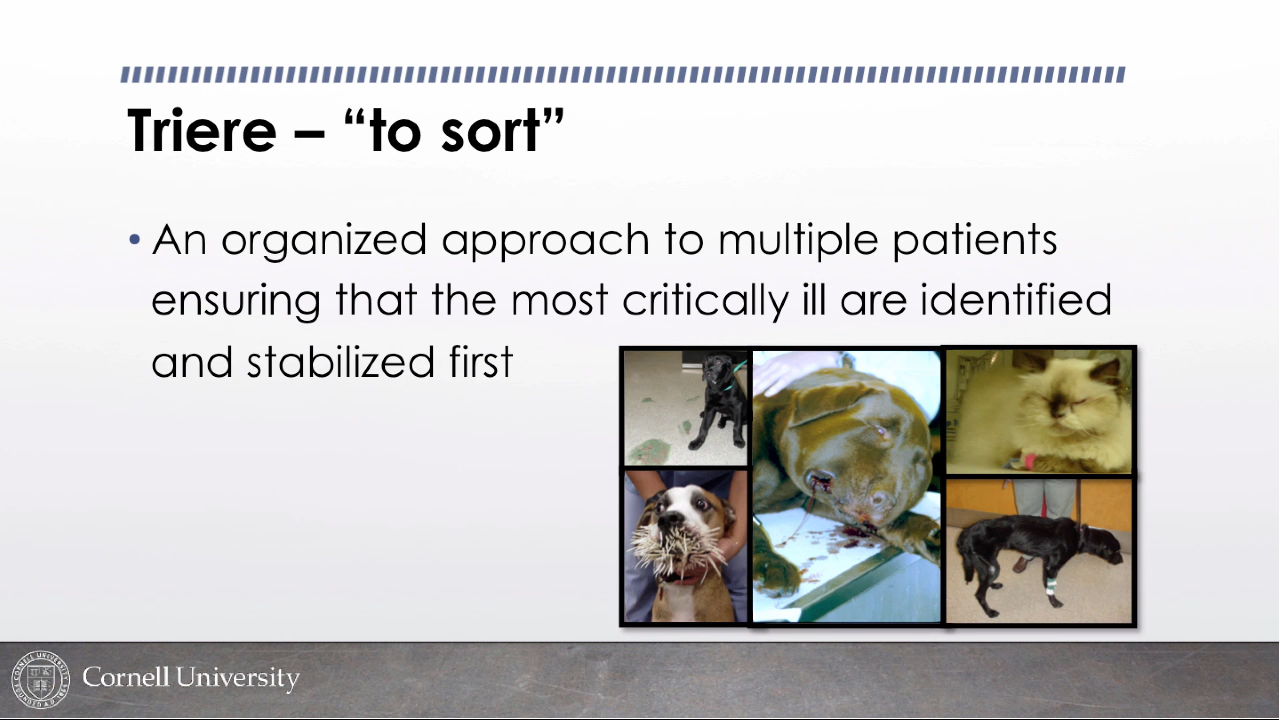 Triere – “to sort”
• An organized approach to multiple patients
ensuring that the most critically ill are identified
and stabilized first
Cornell University